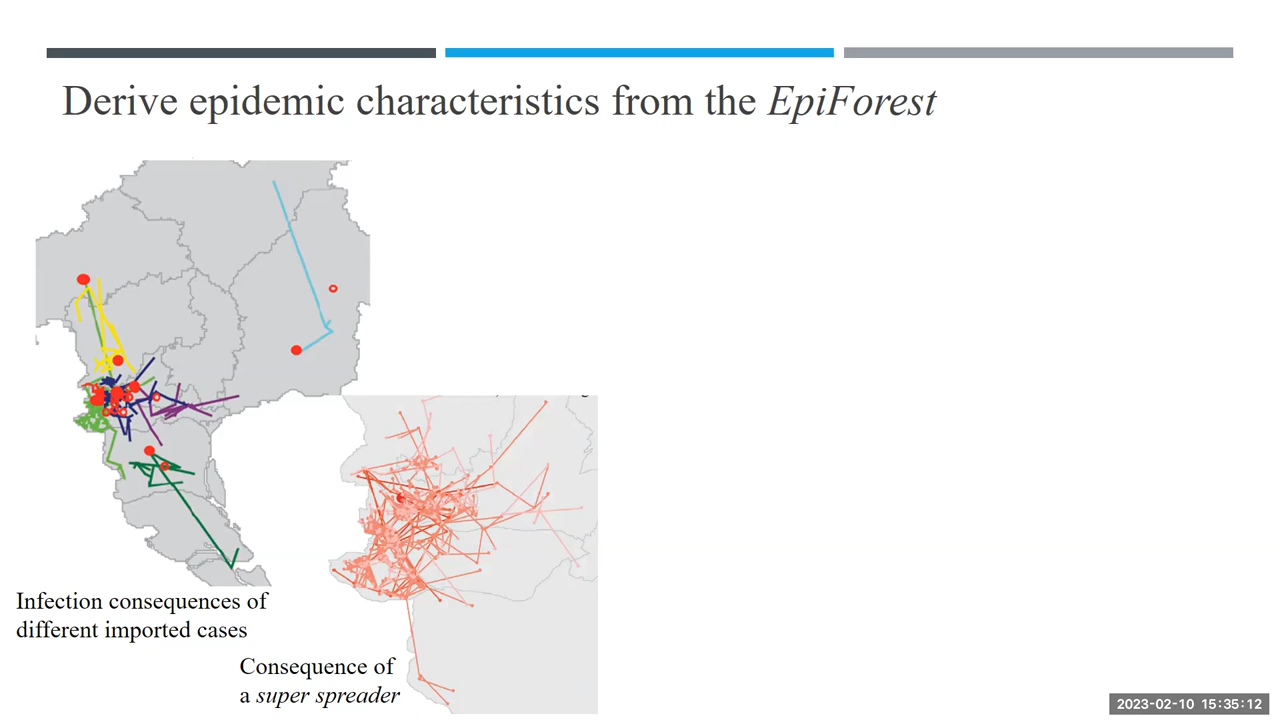 Derive epidemic characteristics from the EpiForest
Infection consequences of
different imported cases
Consequence of
a super spreader
2023-02-10 15:35:12